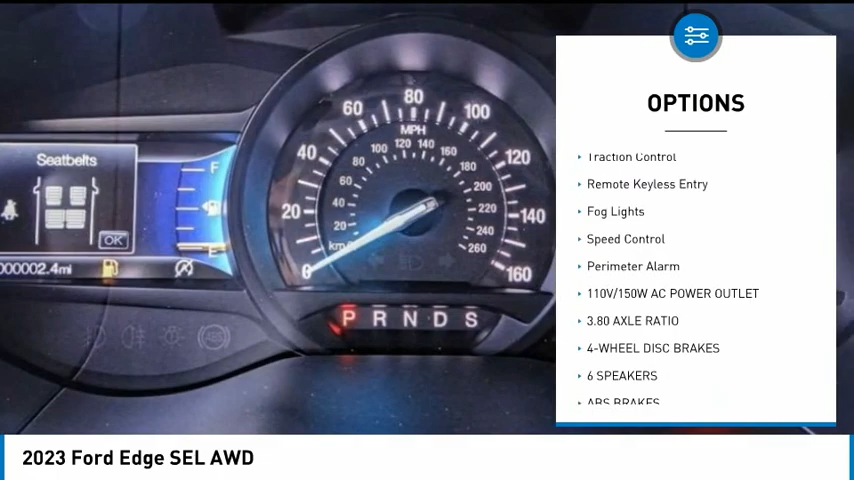 Seatbelts
OK
F
E
000002.4mi
20
40
60
80
100
120
140
160
MPH
20
40
60
80
100
120
140
160
180
200
220
240
260
km/h
0
P R N D S
ABS
OPTIONS
Traction Control
Remote Keyless Entry
Fog Lights
Speed Control
Perimeter Alarm
110V/150W AC POWER OUTLET
3.80 AXLE RATIO
4-WHEEL DISC BRAKES
6 SPEAKERS
ABS BRAKES
2023 Ford Edge SEL AWD